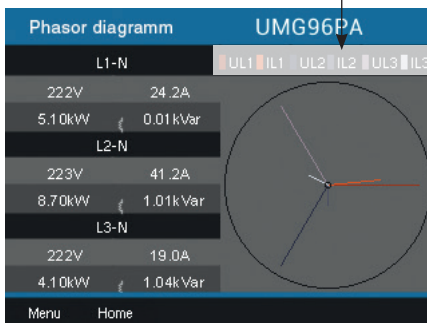 Phasor diagramm UMG96PA
L1-N
UL1 IL1 UL2 IL2 UL3 IL3
222V 24.2A
5.10kW 0.01kVar
L2-N
223V 41.2A
8.70kW 1.01kVar
L3-N
222V 19.0A
4.10kW 1.04kVar
Menu Home